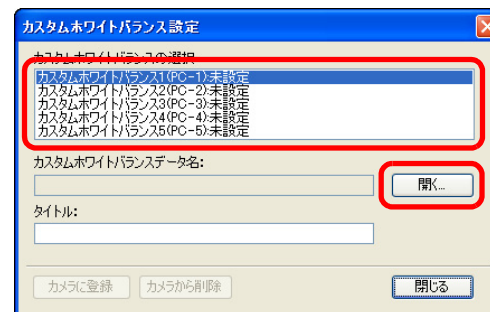 カスタムホワイトバランス設定
カスタムホワイトバランスの選択
カスタムホワイトバランス1(PC-1):未設定
カスタムホワイトバランス2(PC-2):未設定
カスタムホワイトバランス3(PC-3):未設定
カスタムホワイトバランス4(PC-4):未設定
カスタムホワイトバランス5(PC-5):未設定
カスタムホワイトバランスデータ名:
開く...
タイトル:
カメラに登録 カメラから削除 閉じる